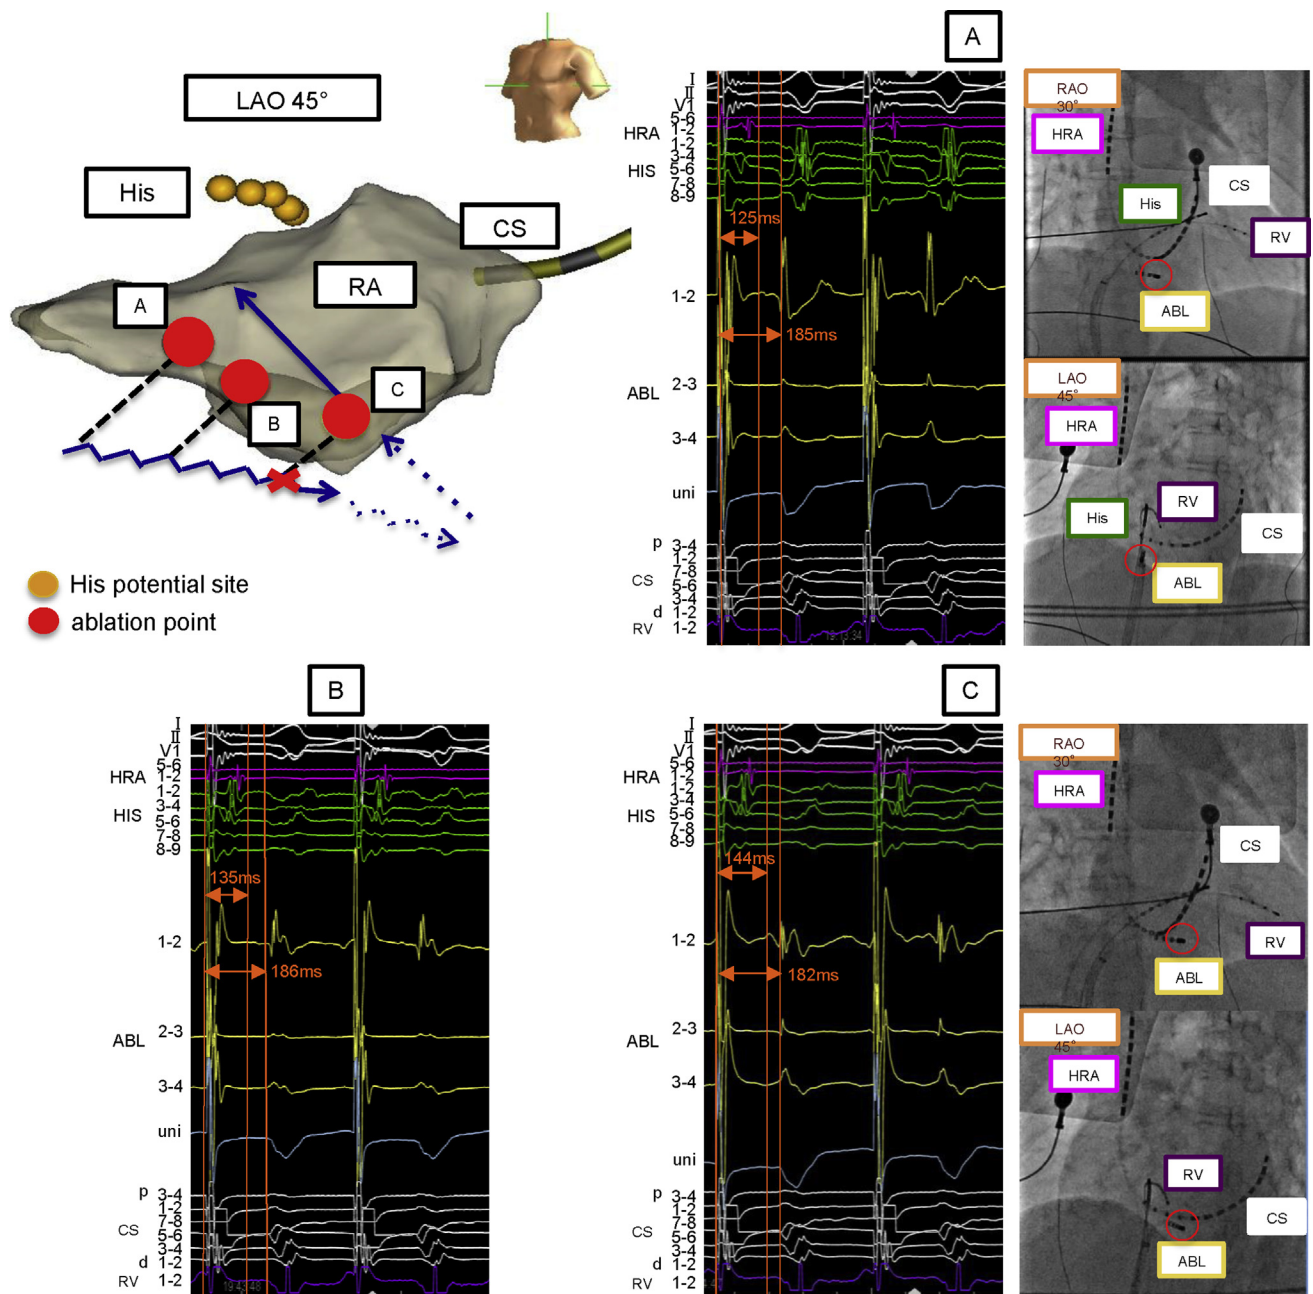 LAO 45°
His
CS
RA
A
B
C
His potential site
ablation point
A
I
II
V1
5-6
HRA
1-2
1-2
3-4
HIS
5-6
7-8
8-9
125ms
1-2
185ms
2-3
ABL
3-4
uni
p
3-4
1-2
7-8
CS
5-6
3-4
d
1-2
RV
1-2
19:13:34
RAO
30°
HRA
CS
His
RV
ABL
LAO
45°
HRA
RV
His
CS
ABL
B
I
II
V1
5-6
HRA
1-2
1-2
3-4
HIS
5-6
7-8
8-9
135ms
1-2
186ms
2-3
ABL
3-4
uni
p
3-4
1-2
7-8
CS
5-6
3-4
d
1-2
RV
1-2
19:43:48
C
I
II
V1
5-6
HRA
1-2
1-2
3-4
HIS
5-6
7-8
8-9
144ms
1-2
182ms
2-3
ABL
3-4
uni
p
3-4
1-2
7-8
CS
5-6
3-4
d
1-2
RV
1-2
RAO
30°
HRA
CS
RV
ABL
LAO
45°
HRA
RV
CS
ABL